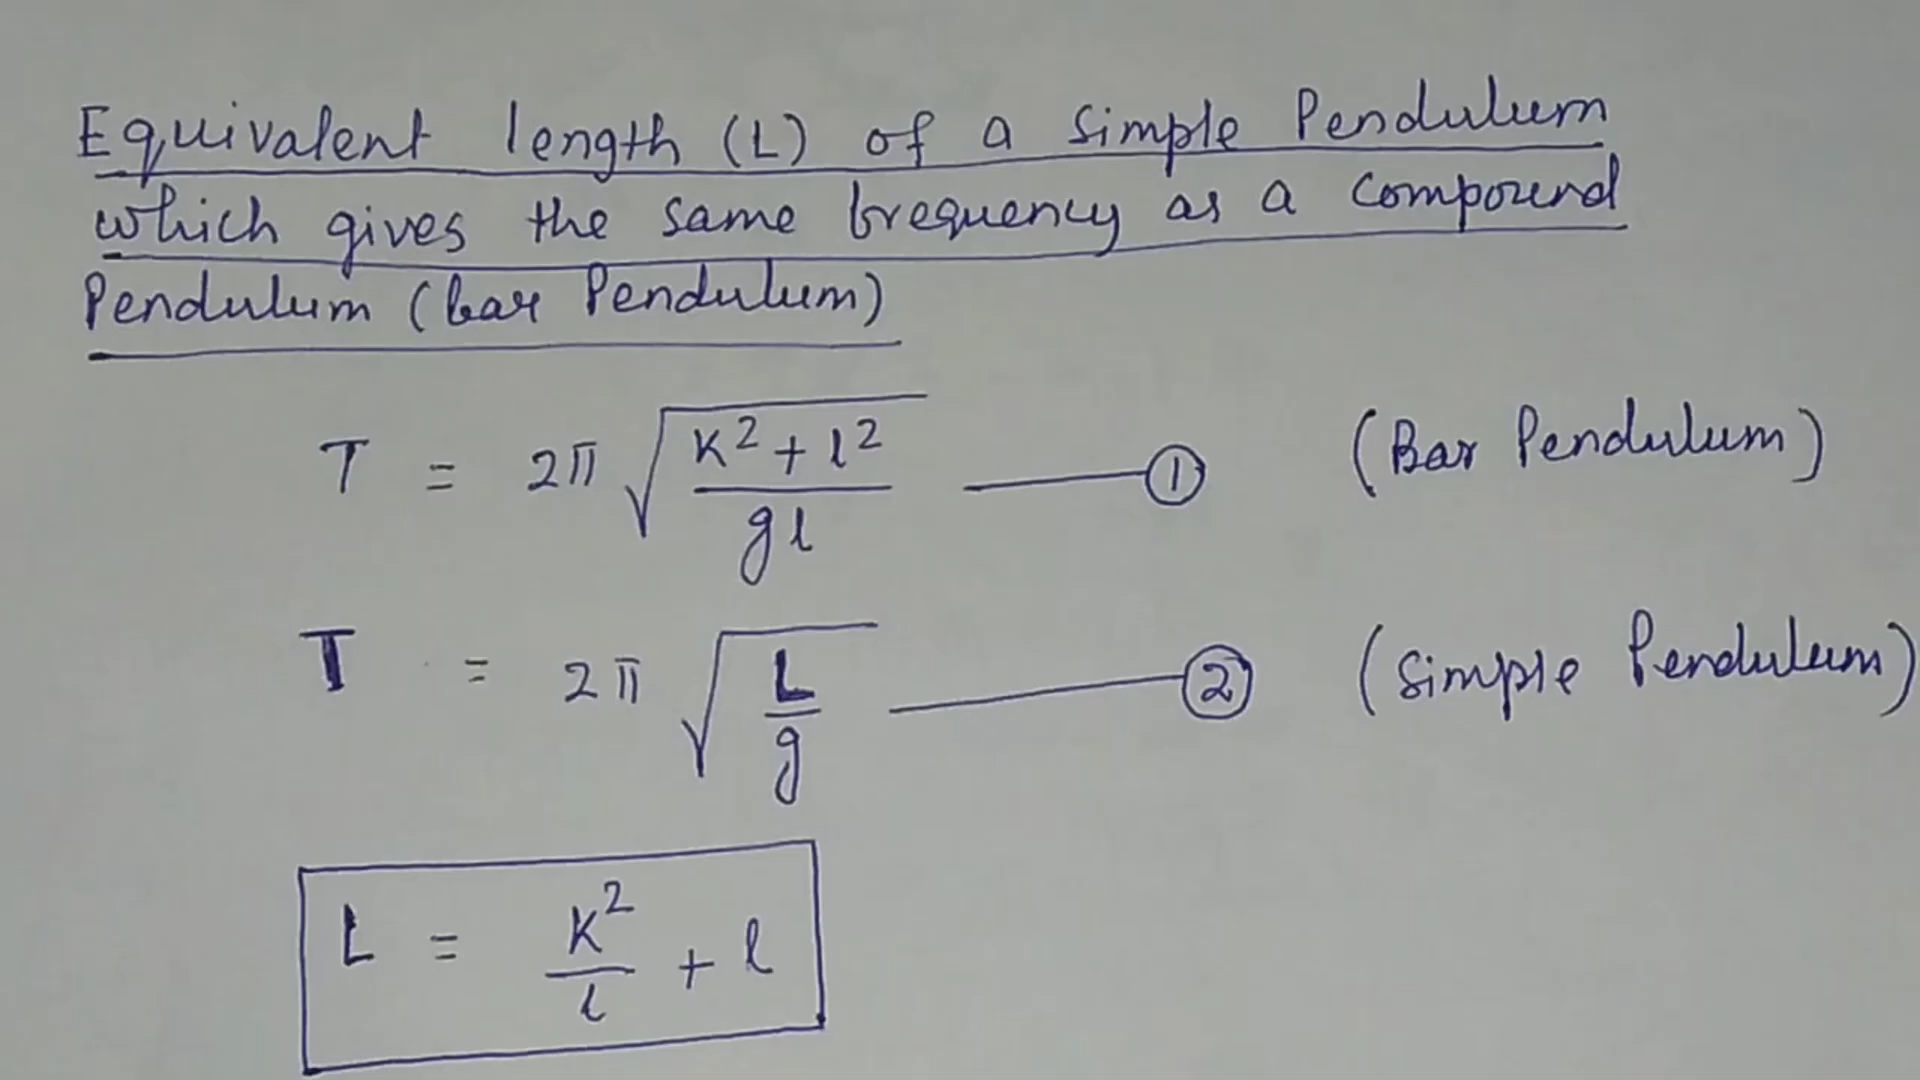 Equivalent length (L) of a Simple Pendulum
which gives the same frequency as a Compound
Pendulum (bar Pendulum)
T = 2π √((K² + l²)/(gl)) —— ① (Bar Pendulum)
T = 2π √(L/g) —— ② (Simple Pendulum)
L = K²/l + l